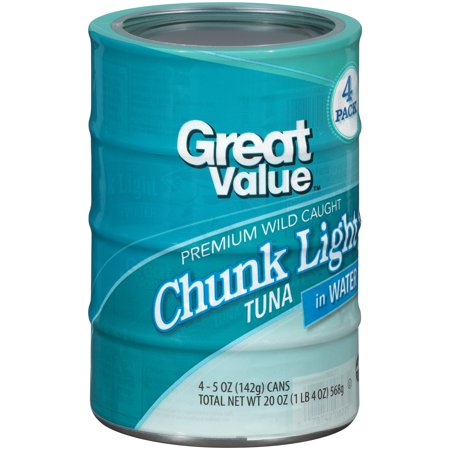 4
PACK
Great
Value™
PREMIUM WILD CAUGHT
Chunk Light
TUNA
in WATER
4 - 5 OZ (142g) CANS
TOTAL NET WT 20 OZ (1 LB 4 OZ) 568g